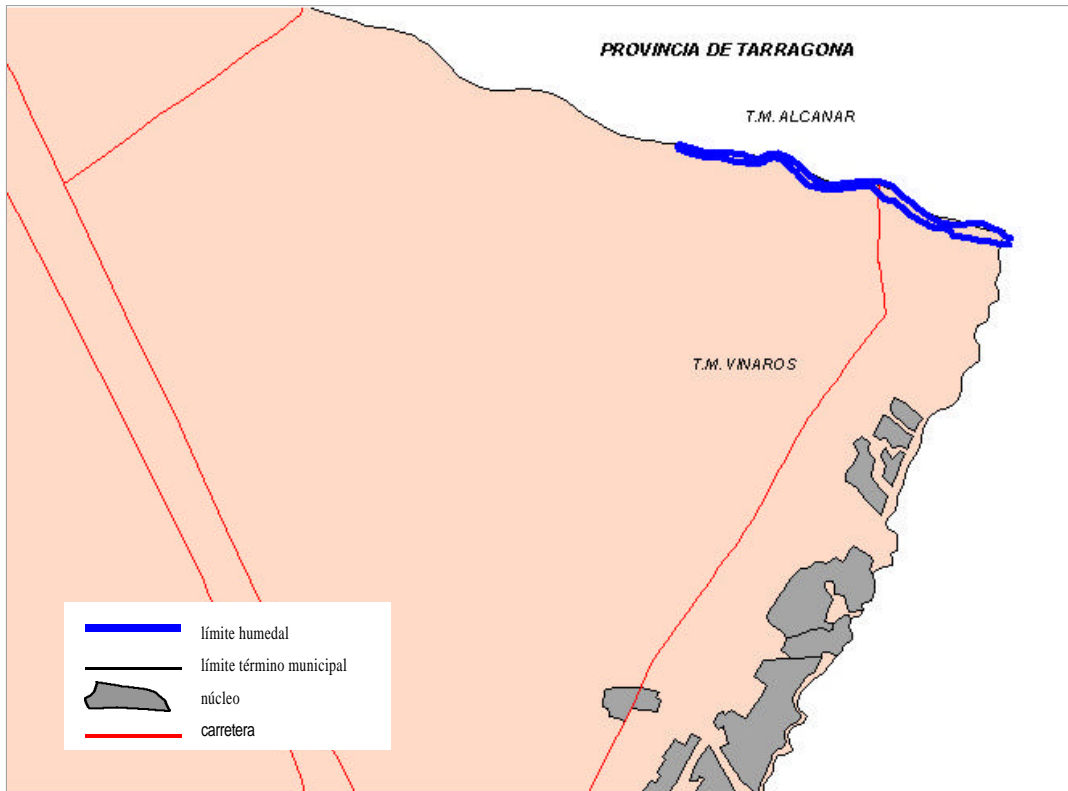 PROVINCIA DE TARRAGONA
T.M. ALCANAR
T.M. VINAROS
límite humedal
límite término municipal
núcleo
carretera